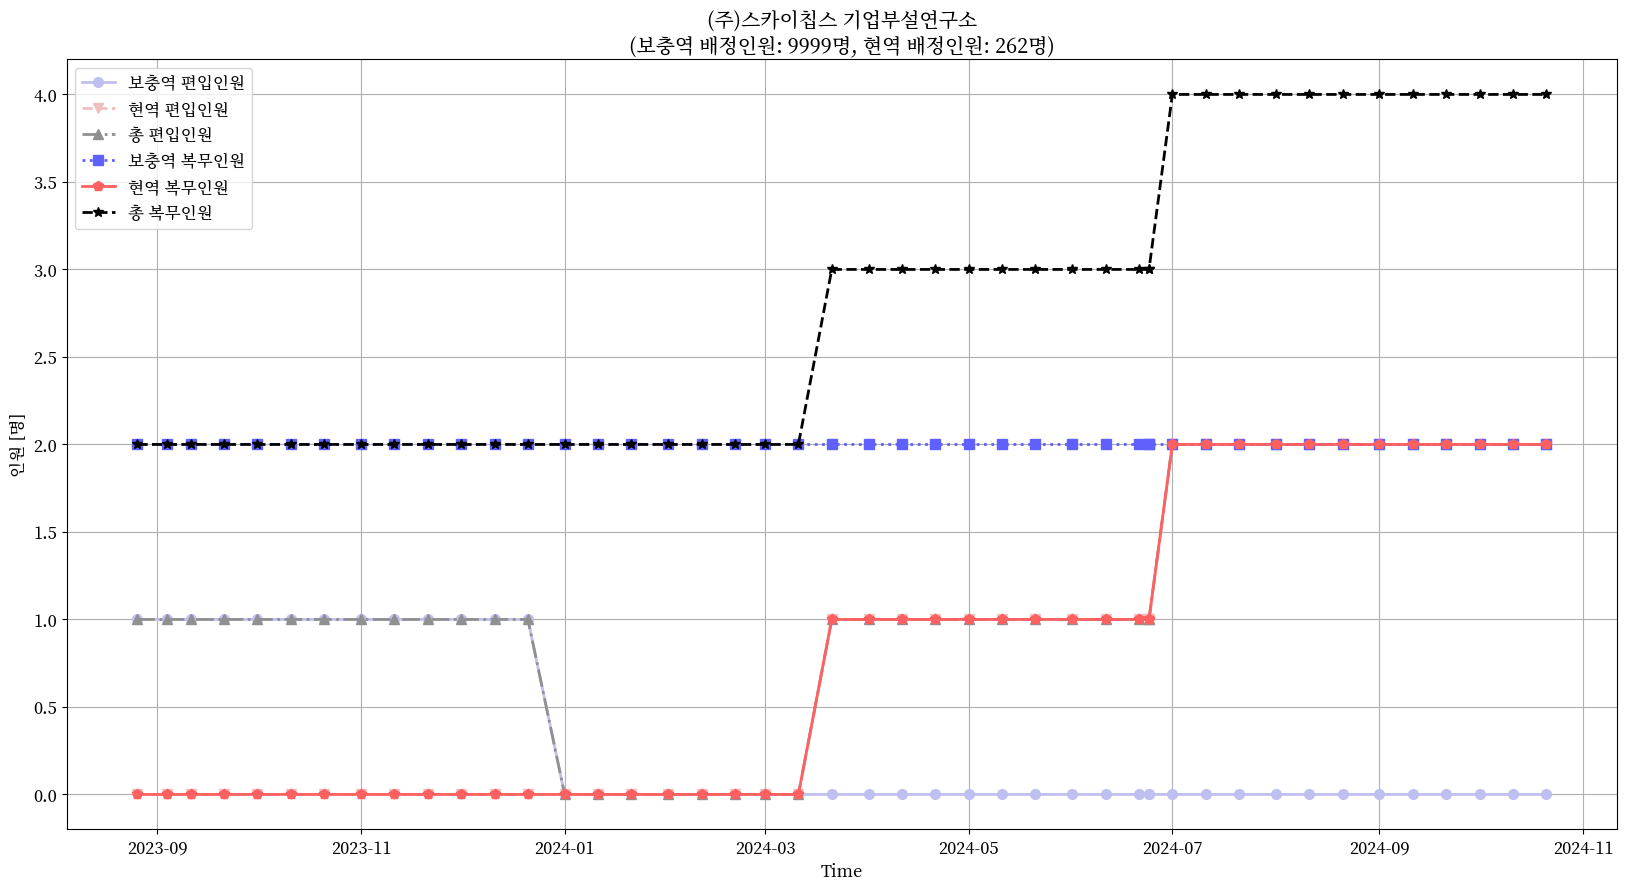 (주)스카이칩스 기업부설연구소
(보충역 배정인원: 9999명, 현역 배정인원: 262명)
보충역 편입인원
현역 편입인원
총 편입인원
보충역 복무인원
현역 복무인원
총 복무인원
인원 [명]
4.0
3.5
3.0
2.5
2.0
1.5
1.0
0.5
0.0
2023-09
2023-11
2024-01
2024-03
2024-05
2024-07
2024-09
2024-11
Time